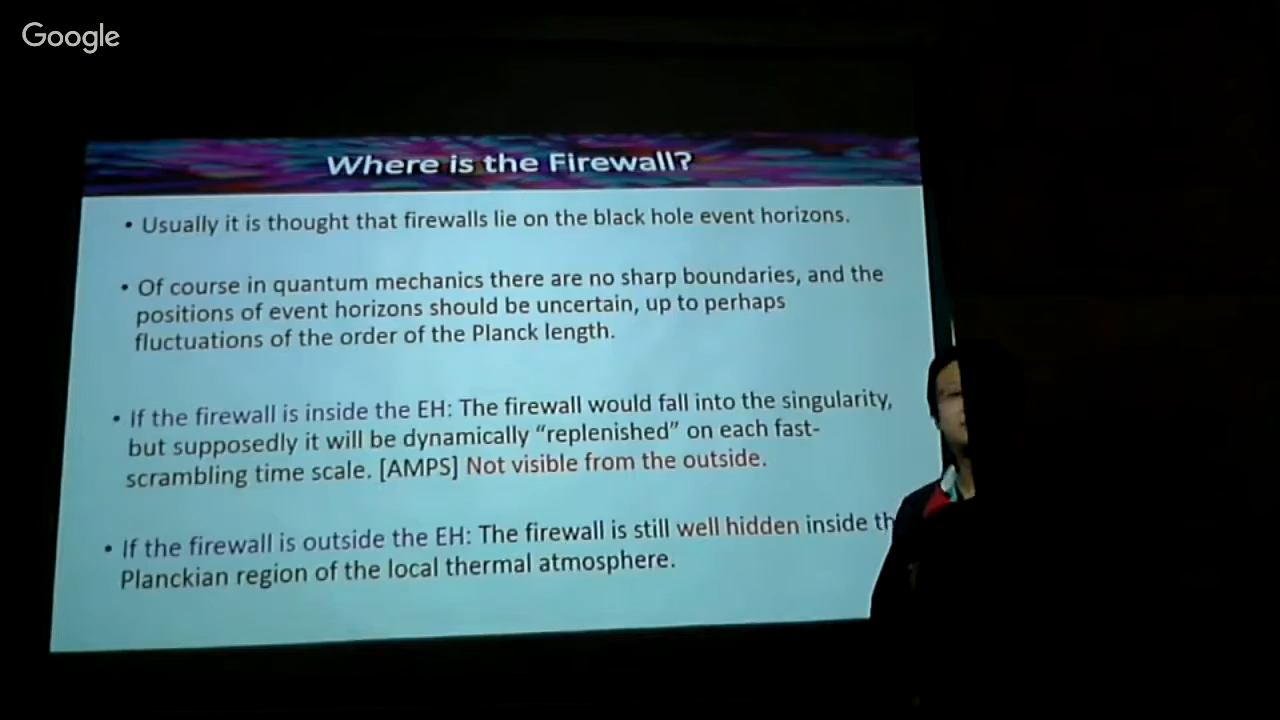 Google
Where is the Firewall?
• Usually it is thought that firewalls lie on the black hole event horizons.
• Of course in quantum mechanics there are no sharp boundaries, and the
positions of event horizons should be uncertain, up to perhaps
fluctuations of the order of the Planck length.
• If the firewall is inside the EH: The firewall would fall into the singularity,
but supposedly it will be dynamically “replenished” on each fast-
scrambling time scale. [AMPS] Not visible from the outside.
• If the firewall is outside the EH: The firewall is still well hidden inside th
Planckian region of the local thermal atmosphere.